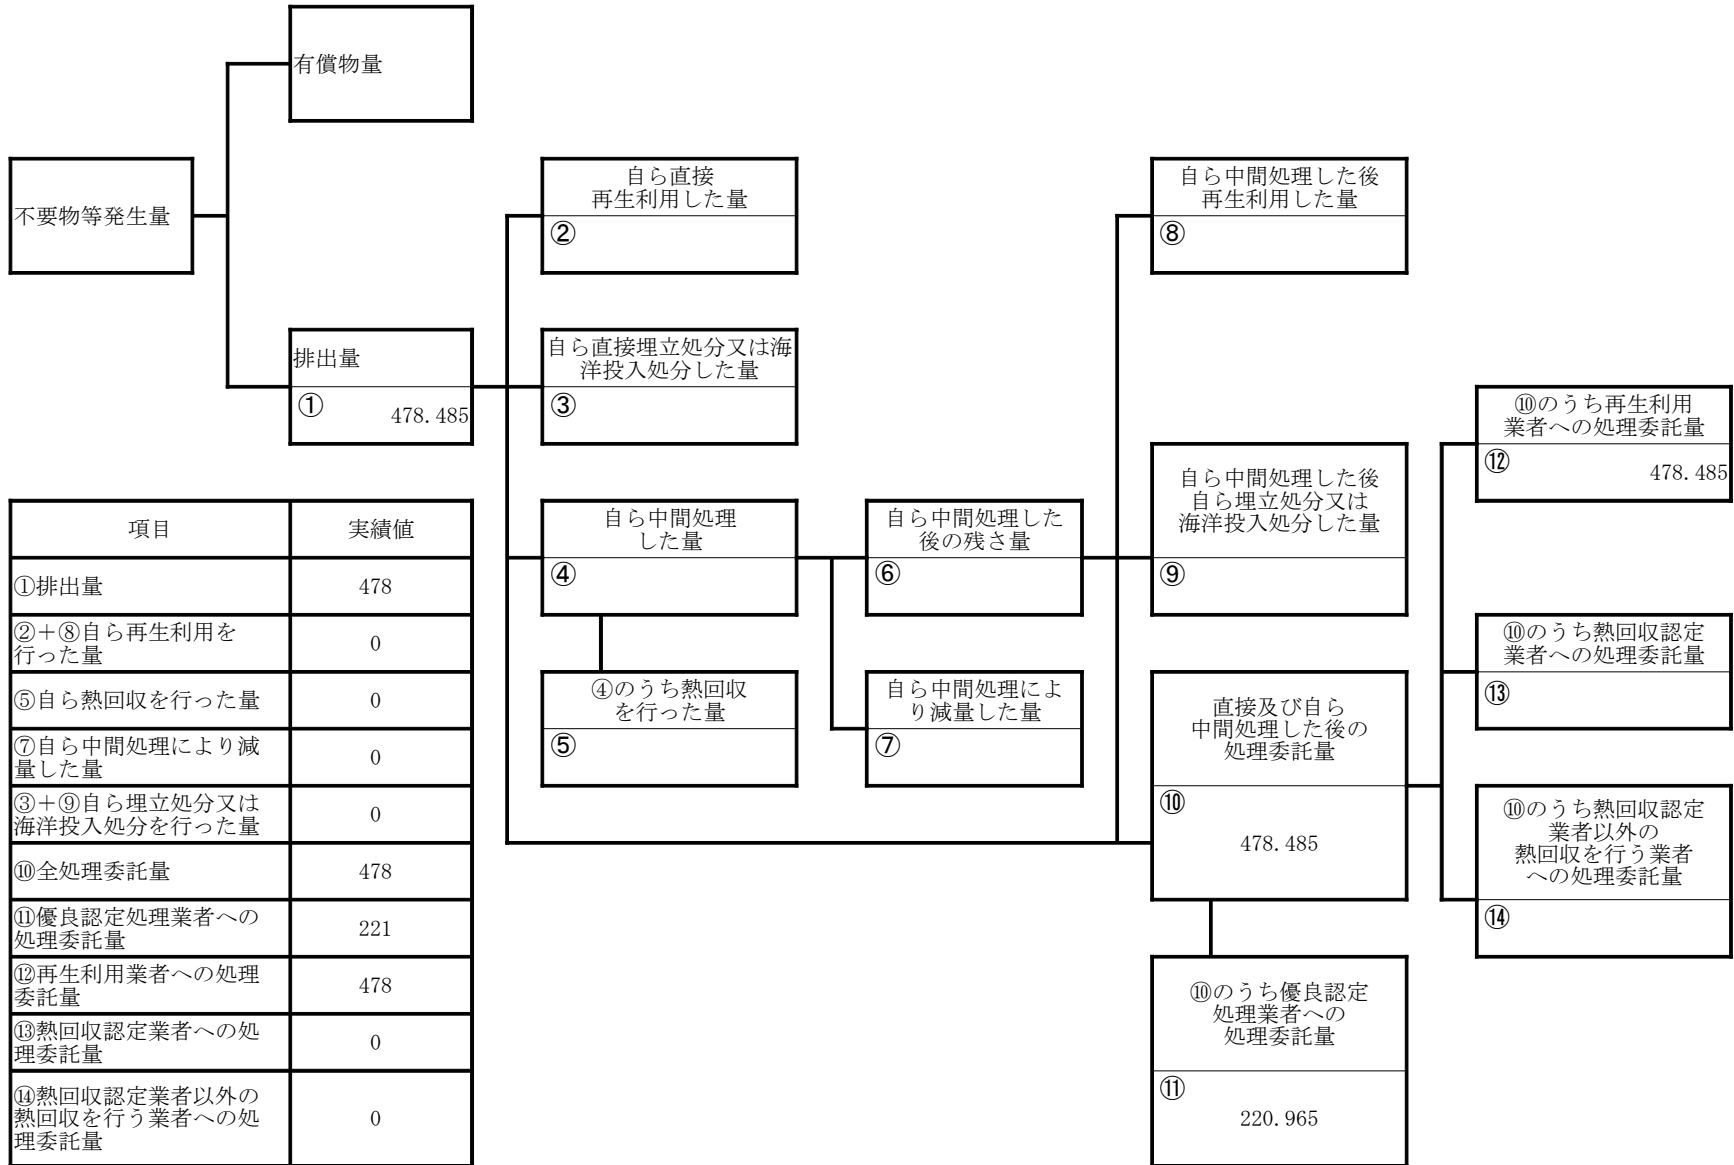 有償物量
不要物等発生量
自ら直接
再生利用した量
②
自ら中間処理した後
再生利用した量
⑧
排出量
① 478.485
自ら直接埋立処分又は海
洋投入処分した量
③
⑩のうち再生利用
業者への処理委託量
⑫ 478.485
自ら中間処理した後
自ら埋立処分又は
海洋投入処分した量
⑨
自ら中間処理
した量
④
自ら中間処理した
後の残さ量
⑥
⑩のうち熱回収認定
業者への処理委託量
⑬
④のうち熱回収
を行った量
⑤
自ら中間処理によ
り減量した量
⑦
直接及び自ら
中間処理した後の
処理委託量
⑩
478.485
⑩のうち熱回収認定
業者以外の
熱回収を行う業者
への処理委託量
⑭
⑩のうち優良認定
処理業者への
処理委託量
⑪
220.965
項目 実績値
①排出量 478
②+⑧自ら再生利用を
行った量 0
⑤自ら熱回収を行った量 0
⑦自ら中間処理により減
量した量 0
③+⑨自ら埋立処分又は
海洋投入処分を行った量 0
⑩全処理委託量 478
⑪優良認定処理業者への
処理委託量 221
⑫再生利用業者への処理
委託量 478
⑬熱回収認定業者への処
理委託量 0
⑭熱回収認定業者以外の
熱回収を行う業者への処
理委託量 0